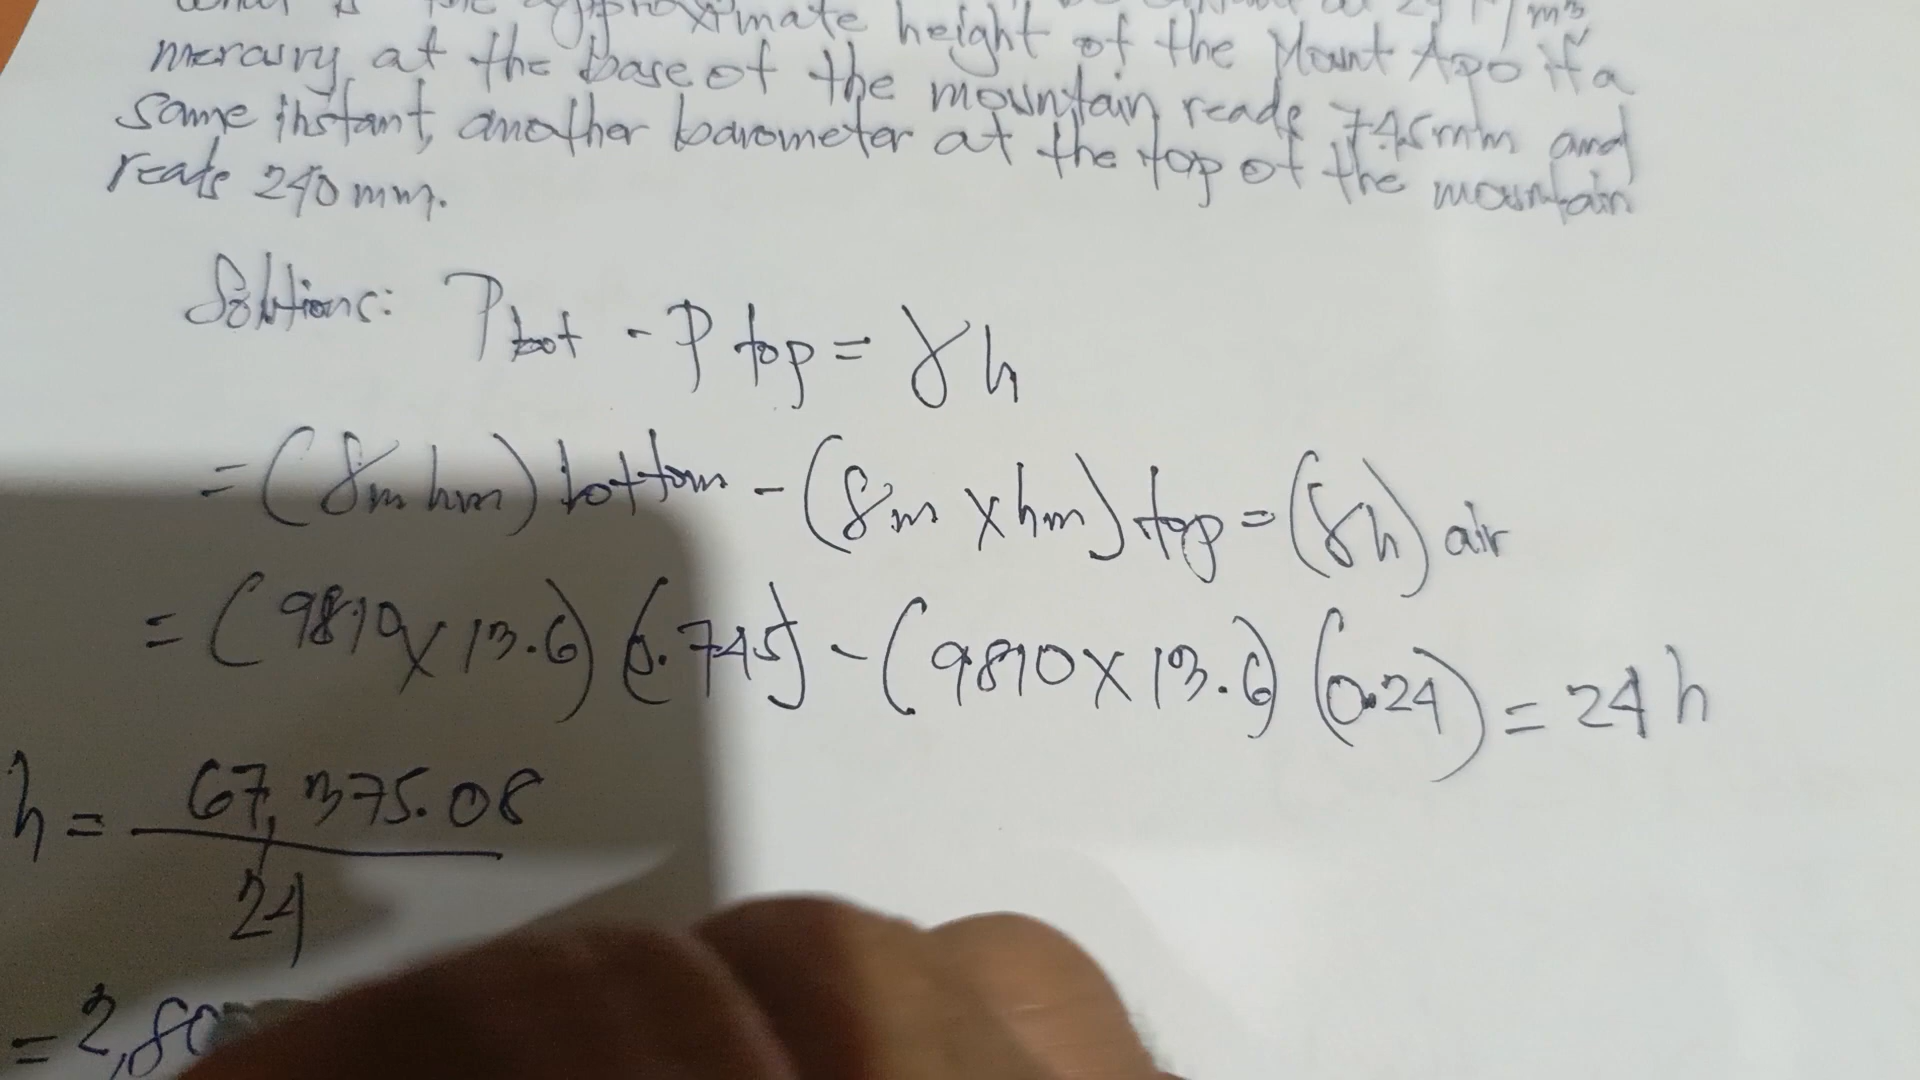 the approximate height of the Mount Apo if a
mercury at the base of the mountain reads 745mm and
same instant, another barometer at the top of the mountain
reads 240 mm.
Solutions: P bot - P top = γ h
= (γm hm) bottom - (γm x hm) top = (γh) air
= (9810 x 13.6) (0.745) - (9810 x 13.6) (0.24) = 24 h
h = 67,375.08
24
= 2,80